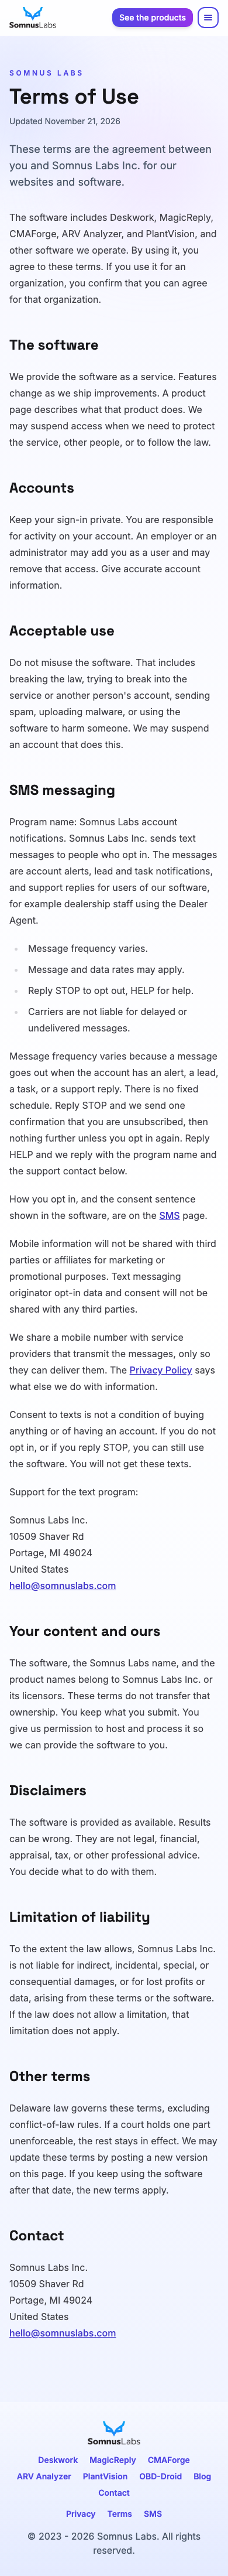 SomnusLabs
See the products
SOMNUS LABS
Terms of Use
Updated November 21, 2026
These terms are the agreement between
you and Somnus Labs Inc. for our
websites and software.
The software includes Deskwork, MagicReply,
CMAForge, ARV Analyzer, and PlantVision, and
other software we operate. By using it, you
agree to these terms. If you use it for an
organization, you confirm that you can agree
for that organization.
The software
We provide the software as a service. Features
change as we ship improvements. A product
page describes what that product does. We
may suspend access when we need to protect
the service, other people, or to follow the law.
Accounts
Keep your sign-in private. You are responsible
for activity on your account. An employer or an
administrator may add you as a user and may
remove that access. Give accurate account
information.
Acceptable use
Do not misuse the software. That includes
breaking the law, trying to break into the
service or another person's account, sending
spam, uploading malware, or using the
software to harm someone. We may suspend
an account that does this.
SMS messaging
Program name: Somnus Labs account
notifications. Somnus Labs Inc. sends text
messages to people who opt in. The messages
are account alerts, lead and task notifications,
and support replies for users of our software,
for example dealership staff using the Dealer
Agent.
Message frequency varies.
Message and data rates may apply.
Reply STOP to opt out, HELP for help.
Carriers are not liable for delayed or
undelivered messages.
Message frequency varies because a message
goes out when the account has an alert, a lead,
a task, or a support reply. There is no fixed
schedule. Reply STOP and we send one
confirmation that you are unsubscribed, then
nothing further unless you opt in again. Reply
HELP and we reply with the program name and
the support contact below.
How you opt in, and the consent sentence
shown in the software, are on the SMS page.
Mobile information will not be shared with third
parties or affiliates for marketing or
promotional purposes. Text messaging
originator opt-in data and consent will not be
shared with any third parties.
We share a mobile number with service
providers that transmit the messages, only so
they can deliver them. The Privacy Policy says
what else we do with information.
Consent to texts is not a condition of buying
anything or of having an account. If you do not
opt in, or if you reply STOP, you can still use
the software. You will not get these texts.
Support for the text program:
Somnus Labs Inc.
10509 Shaver Rd
Portage, MI 49024
United States
hello@somnuslabs.com
Your content and ours
The software, the Somnus Labs name, and the
product names belong to Somnus Labs Inc. or
its licensors. These terms do not transfer that
ownership. You keep what you submit. You
give us permission to host and process it so
we can provide the software to you.
Disclaimers
The software is provided as available. Results
can be wrong. They are not legal, financial,
appraisal, tax, or other professional advice.
You decide what to do with them.
Limitation of liability
To the extent the law allows, Somnus Labs Inc.
is not liable for indirect, incidental, special, or
consequential damages, or for lost profits or
data, arising from these terms or the software.
If the law does not allow a limitation, that
limitation does not apply.
Other terms
Delaware law governs these terms, excluding
conflict-of-law rules. If a court holds one part
unenforceable, the rest stays in effect. We may
update these terms by posting a new version
on this page. If you keep using the software
after that date, the new terms apply.
Contact
Somnus Labs Inc.
10509 Shaver Rd
Portage, MI 49024
United States
hello@somnuslabs.com
SomnusLabs
Deskwork MagicReply CMAForge
ARV Analyzer PlantVision OBD-Droid Blog
Contact
Privacy Terms SMS
© 2023 - 2026 Somnus Labs. All rights
reserved.